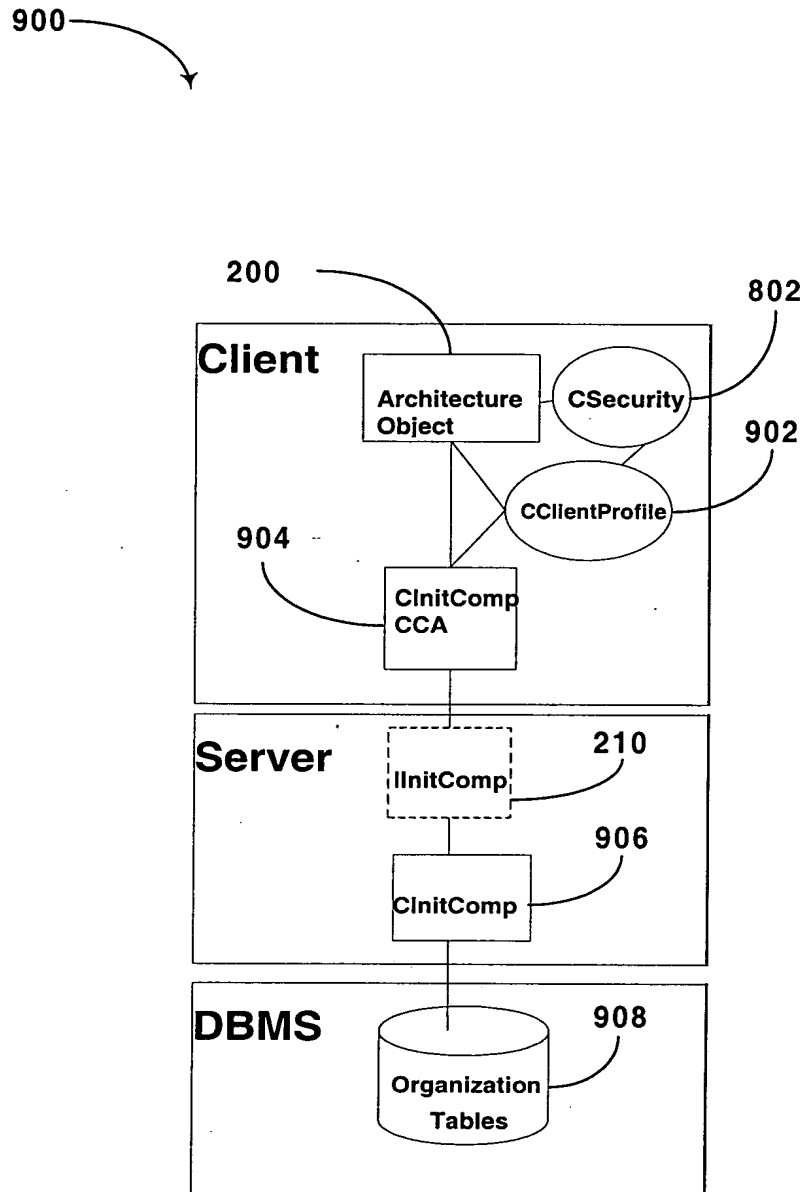 900
200
802
Client
Architecture
Object
CSecurity
902
CClientProfile
904
CInitComp
CCA
Server
210
IInitComp
906
CInitComp
DBMS
908
Organization
Tables